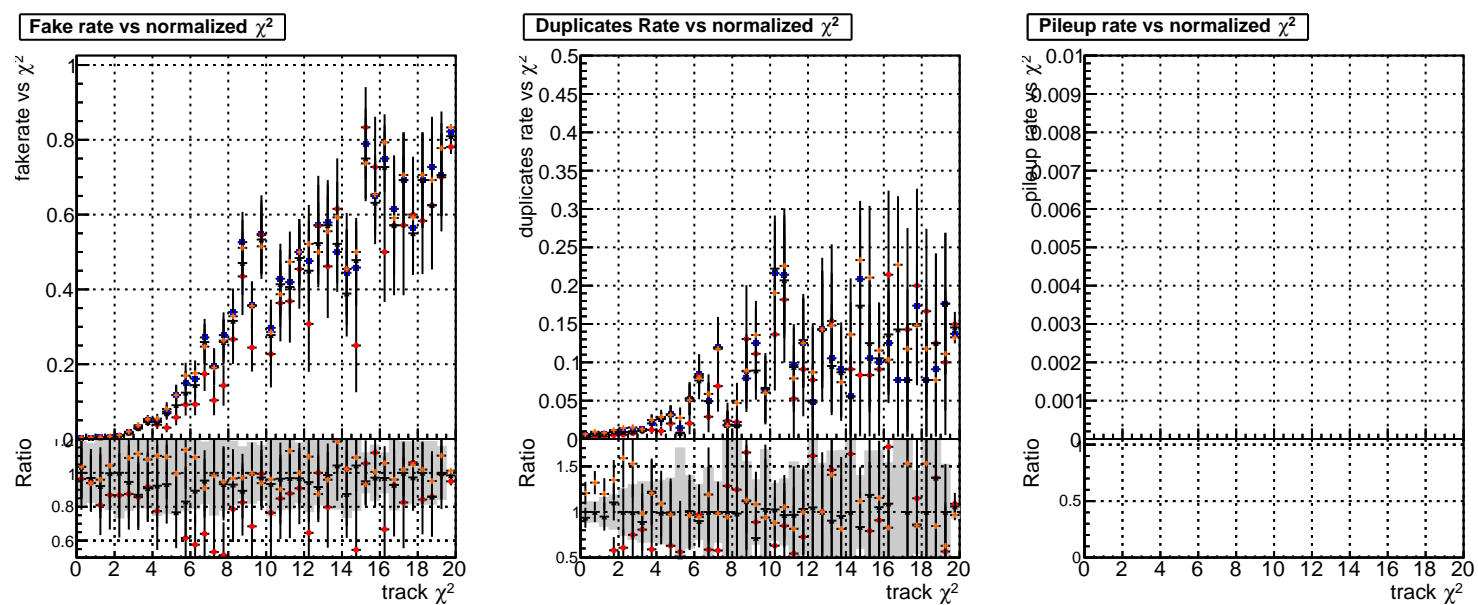 Fake rate vs normalized χ²
fakerate vs χ²
1
0.8
0.6
0.4
0.2
0
Ratio
1.2
1
0.8
0.6
0 2 4 6 8 10 12 14 16 18 20
track χ²
Duplicates Rate vs normalized χ²
duplicates rate vs χ²
0.5
0.45
0.4
0.35
0.3
0.25
0.2
0.15
0.1
0.05
0
Ratio
1.5
1
0.5
0 2 4 6 8 10 12 14 16 18 20
track χ²
Pileup rate vs normalized χ²
pileup rate vs χ²
0.01
0.009
0.008
0.007
0.006
0.005
0.004
0.003
0.002
0.001
0
Ratio
1
0.5
0
0 2 4 6 8 10 12 14 16 18 20
track χ²